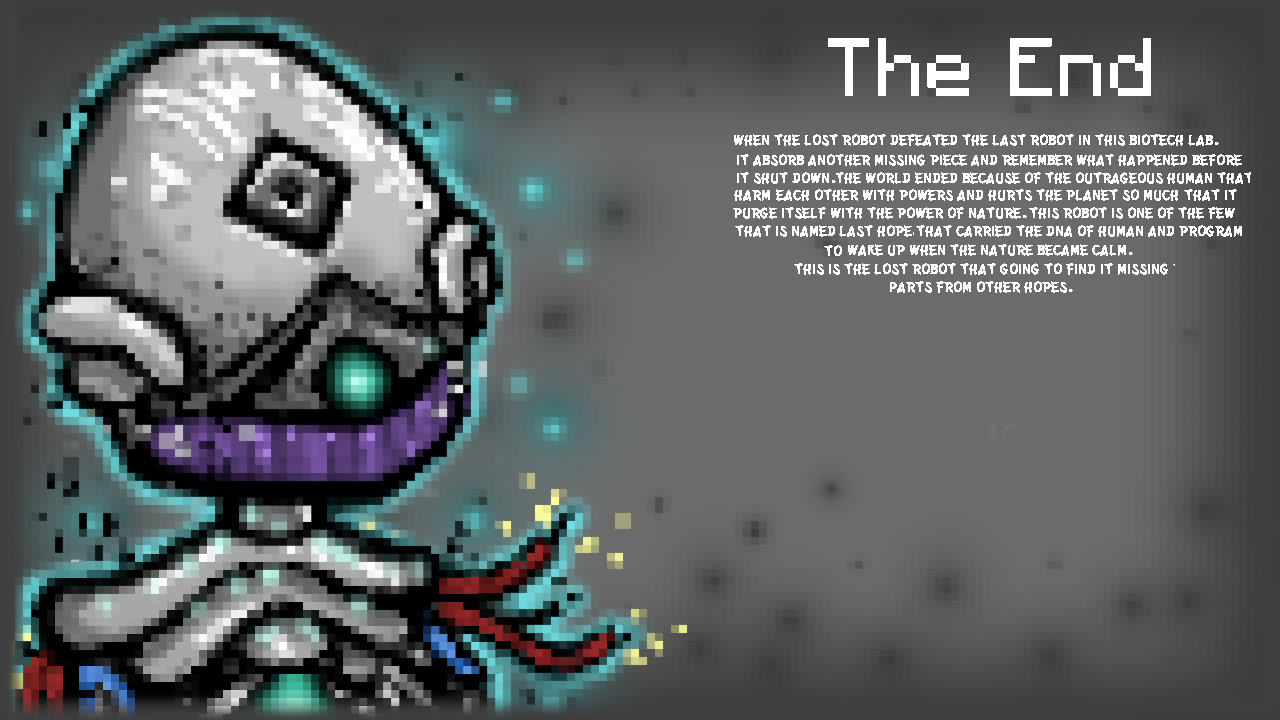 The End
WHEN THE LOST ROBOT DEFEATED THE LAST ROBOT IN THIS BIOTECH LAB.
IT ABSORB ANOTHER MISSING PIECE AND REMEMBER WHAT HAPPENED BEFORE
IT SHUT DOWN.THE WORLD ENDED BECAUSE OF THE OUTRAGEOUS HUMAN THAT
HARM EACH OTHER WITH POWERS AND HURTS THE PLANET SO MUCH THAT IT
PURGE ITSELF WITH THE POWER OF NATURE. THIS ROBOT IS ONE OF THE FEW
THAT IS NAMED LAST HOPE THAT CARRIED THE DNA OF HUMAN AND PROGRAM
TO WAKE UP WHEN THE NATURE BECAME CALM.
THIS IS THE LOST ROBOT THAT GOING TO FIND IT MISSING
PARTS FROM OTHER HOPES.